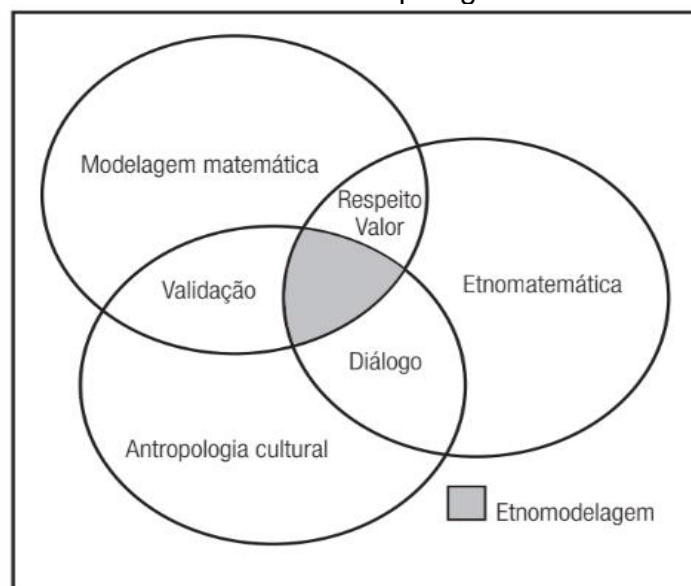 Modelagem matemática
Respeito
Valor
Validação
Etnomatemática
Diálogo
Antropologia cultural
Etnomodelagem